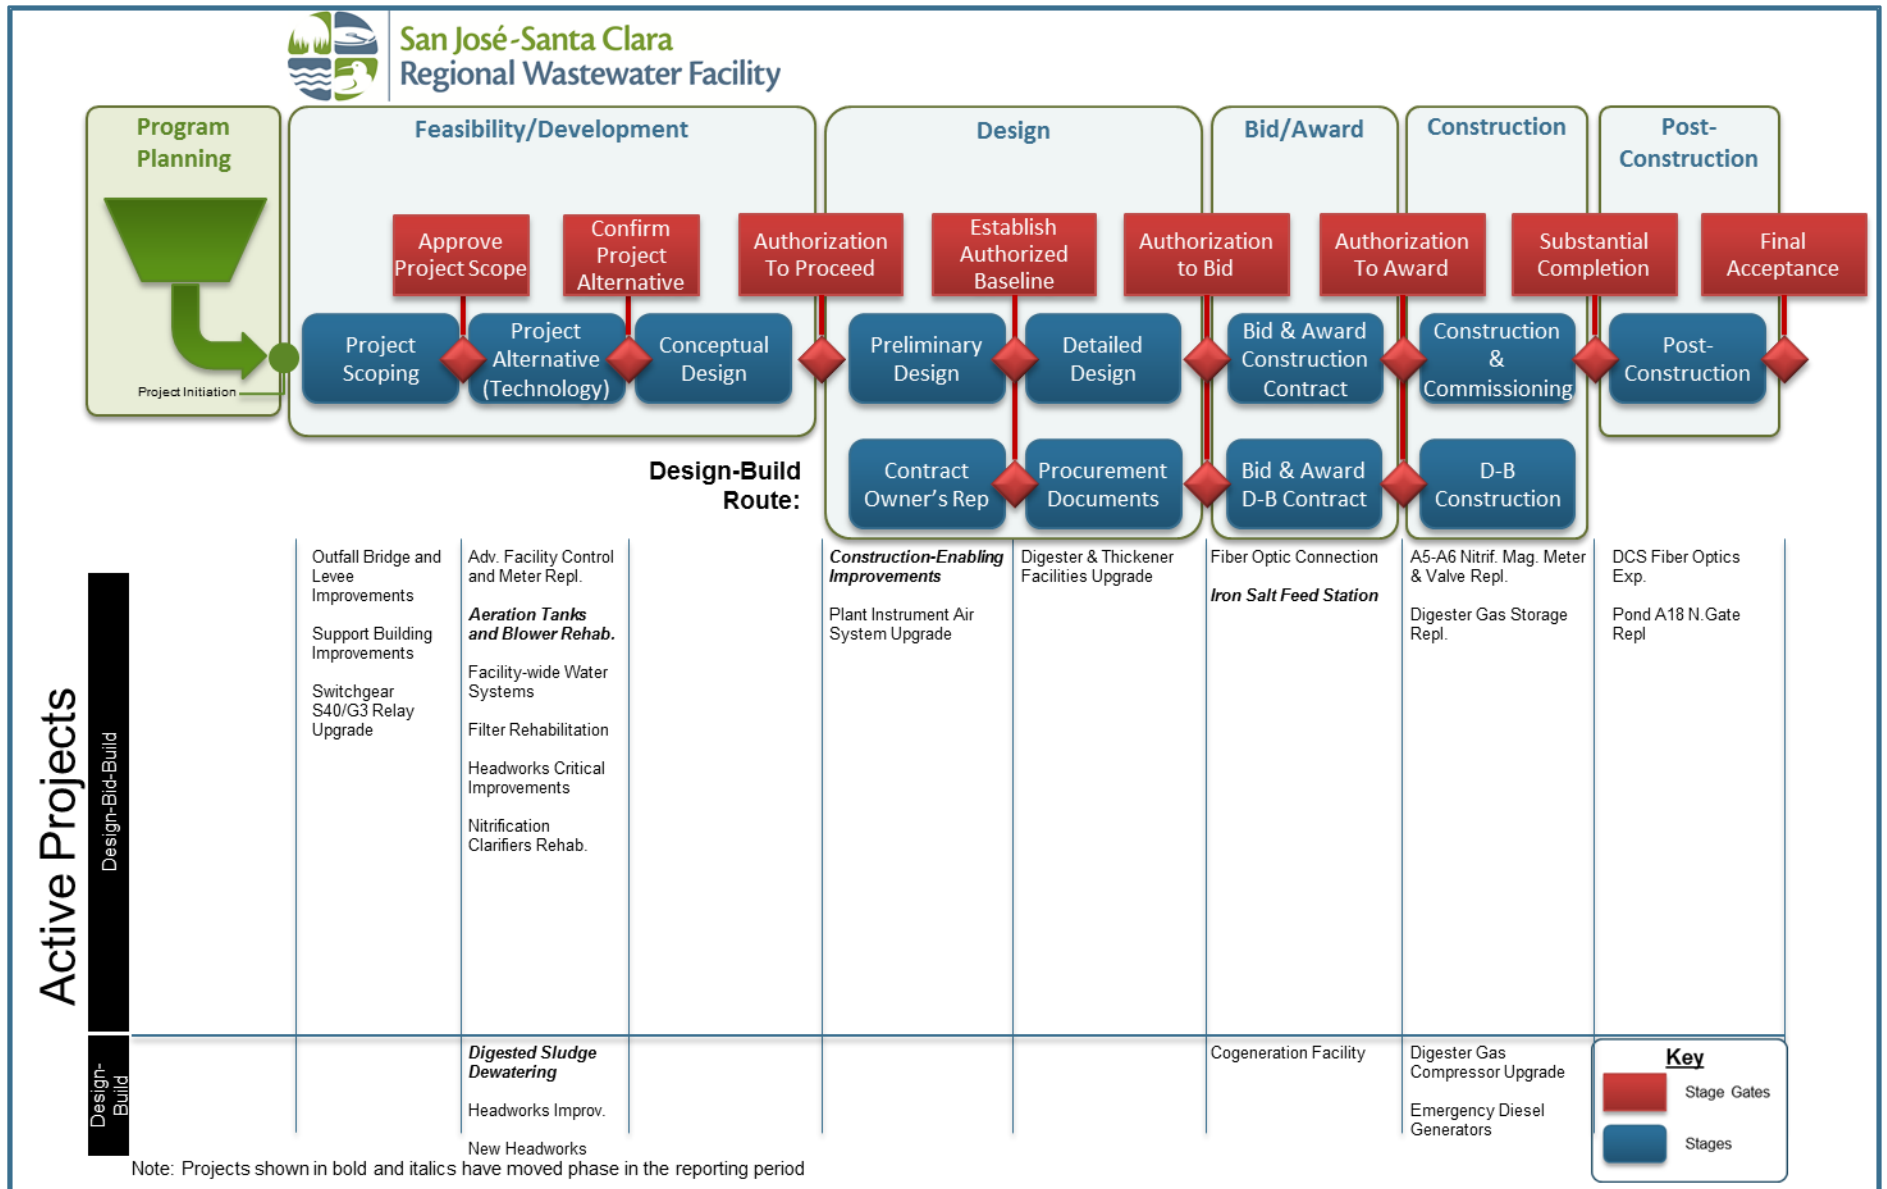 San José-Santa Clara
Regional Wastewater Facility
Program
Planning
Feasibility/Development
Design
Bid/Award
Construction
Post-
Construction
Approve
Project Scope
Confirm
Project
Alternative
Authorization
To Proceed
Establish
Authorized
Baseline
Authorization
to Bid
Authorization
To Award
Substantial
Completion
Final
Acceptance
Project Initiation
Project
Scoping
Project
Alternative
(Technology)
Conceptual
Design
Preliminary
Design
Detailed
Design
Bid & Award
Construction
Contract
Construction
&
Commissioning
Post-
Construction
Design-Build
Route:
Contract
Owner's Rep
Procurement
Documents
Bid & Award
D-B Contract
D-B
Construction
Active Projects
Design-Bid-Build
Outfall Bridge and
Levee
Improvements
Support Building
Improvements
Switchgear
S40/G3 Relay
Upgrade
Adv. Facility Control
and Meter Repl.
Aeration Tanks
and Blower Rehab.
Facility-wide Water
Systems
Filter Rehabilitation
Headworks Critical
Improvements
Nitrification
Clarifiers Rehab.
Construction-Enabling
Improvements
Plant Instrument Air
System Upgrade
Digester & Thickener
Facilities Upgrade
Fiber Optic Connection
Iron Salt Feed Station
A5-A6 Nitrif. Mag. Meter
& Valve Repl.
Digester Gas Storage
Repl.
DCS Fiber Optics
Exp.
Pond A18 N.Gate
Repl
Design-
Build
Digested Sludge
Dewatering
Headworks Improv.
New Headworks
Cogeneration Facility
Digester Gas
Compressor Upgrade
Emergency Diesel
Generators
Key
Stage Gates
Stages
Note: Projects shown in bold and italics have moved phase in the reporting period